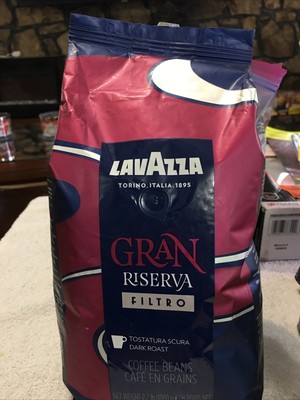 LAVAZZA
TORINO, ITALIA, 1895
GRAN
RISERVA
FILTRO
TOSTATURA SCURA
DARK ROAST
COFFEE BEANS
CAFÉ EN GRAINS